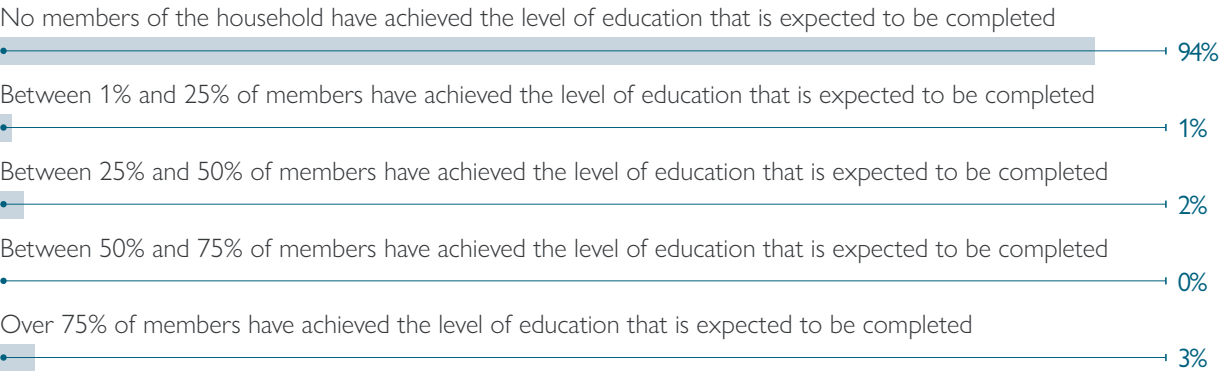 No members of the household have achieved the level of education that is expected to be completed
94%
Between 1% and 25% of members have achieved the level of education that is expected to be completed
1%
Between 25% and 50% of members have achieved the level of education that is expected to be completed
2%
Between 50% and 75% of members have achieved the level of education that is expected to be completed
0%
Over 75% of members have achieved the level of education that is expected to be completed
3%